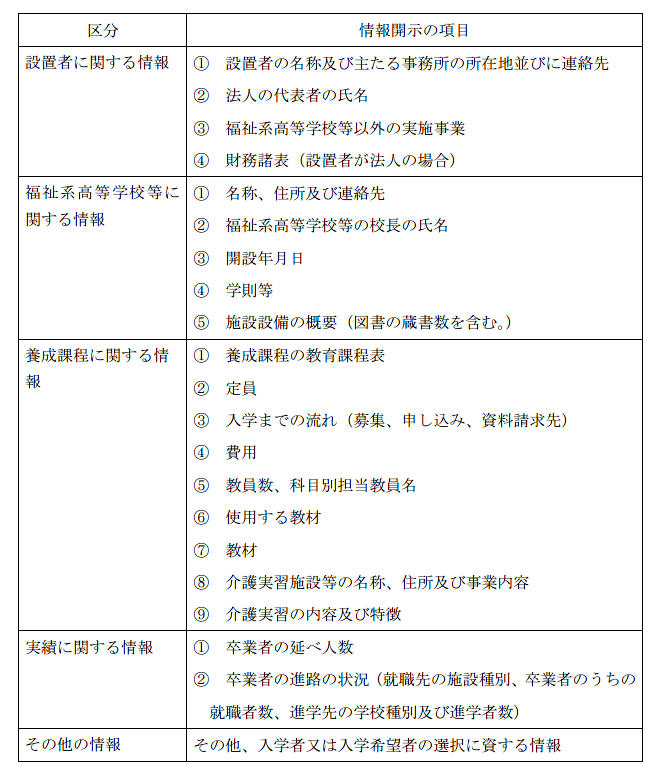 区分　情報開示の項目
設置者に関する情報
①　設置者の名称及び主たる事務所の所在地並びに連絡先
②　法人の代表者の氏名
③　福祉系高等学校等以外の実施事業
④　財務諸表（設置者が法人の場合）
福祉系高等学校等に
関する情報
①　名称、住所及び連絡先
②　福祉系高等学校等の校長の氏名
③　開設年月日
④　学則等
⑤　施設設備の概要（図書の蔵書数を含む。）
養成課程に関する情
報
①　養成課程の教育課程表
②　定員
③　入学までの流れ（募集、申し込み、資料請求先）
④　費用
⑤　教員数、科目別担当教員名
⑥　使用する教材
⑦　教材
⑧　介護実習施設等の名称、住所及び事業内容
⑨　介護実習の内容及び特徴
実績に関する情報
①　卒業者の延べ人数
②　卒業者の進路の状況（就職先の施設種別、卒業者のうちの
就職者数、進学先の学校種別及び進学者数）
その他の情報
その他、入学者又は入学希望者の選択に資する情報